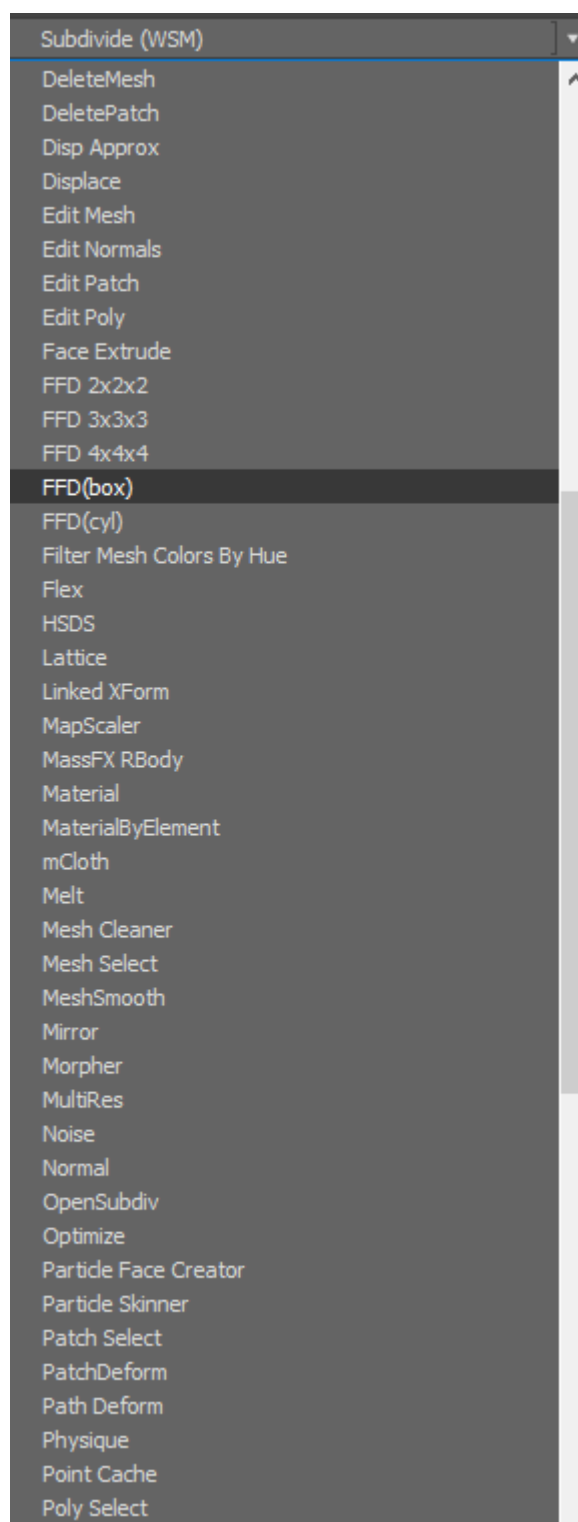 Subdivide (WSM)
DeleteMesh
DeletePatch
Disp Approx
Displace
Edit Mesh
Edit Normals
Edit Patch
Edit Poly
Face Extrude
FFD 2x2x2
FFD 3x3x3
FFD 4x4x4
FFD(box)
FFD(cyl)
Filter Mesh Colors By Hue
Flex
HSDS
Lattice
Linked XForm
MapScaler
MassFX RBody
Material
MaterialByElement
mCloth
Melt
Mesh Cleaner
Mesh Select
MeshSmooth
Mirror
Morpher
MultiRes
Noise
Normal
OpenSubdiv
Optimize
Particle Face Creator
Particle Skinner
Patch Select
PatchDeform
Path Deform
Physique
Point Cache
Poly Select